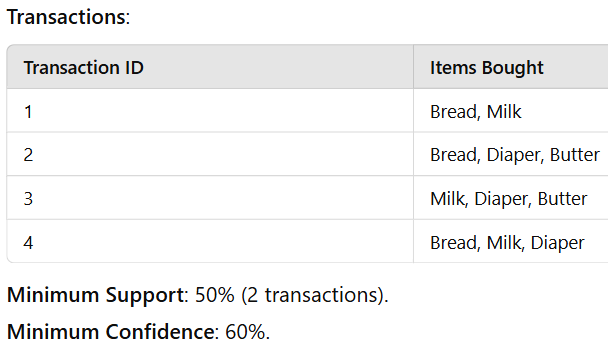 Transactions:
Transaction ID Items Bought
1 Bread, Milk
2 Bread, Diaper, Butter
3 Milk, Diaper, Butter
4 Bread, Milk, Diaper
Minimum Support: 50% (2 transactions).
Minimum Confidence: 60%.